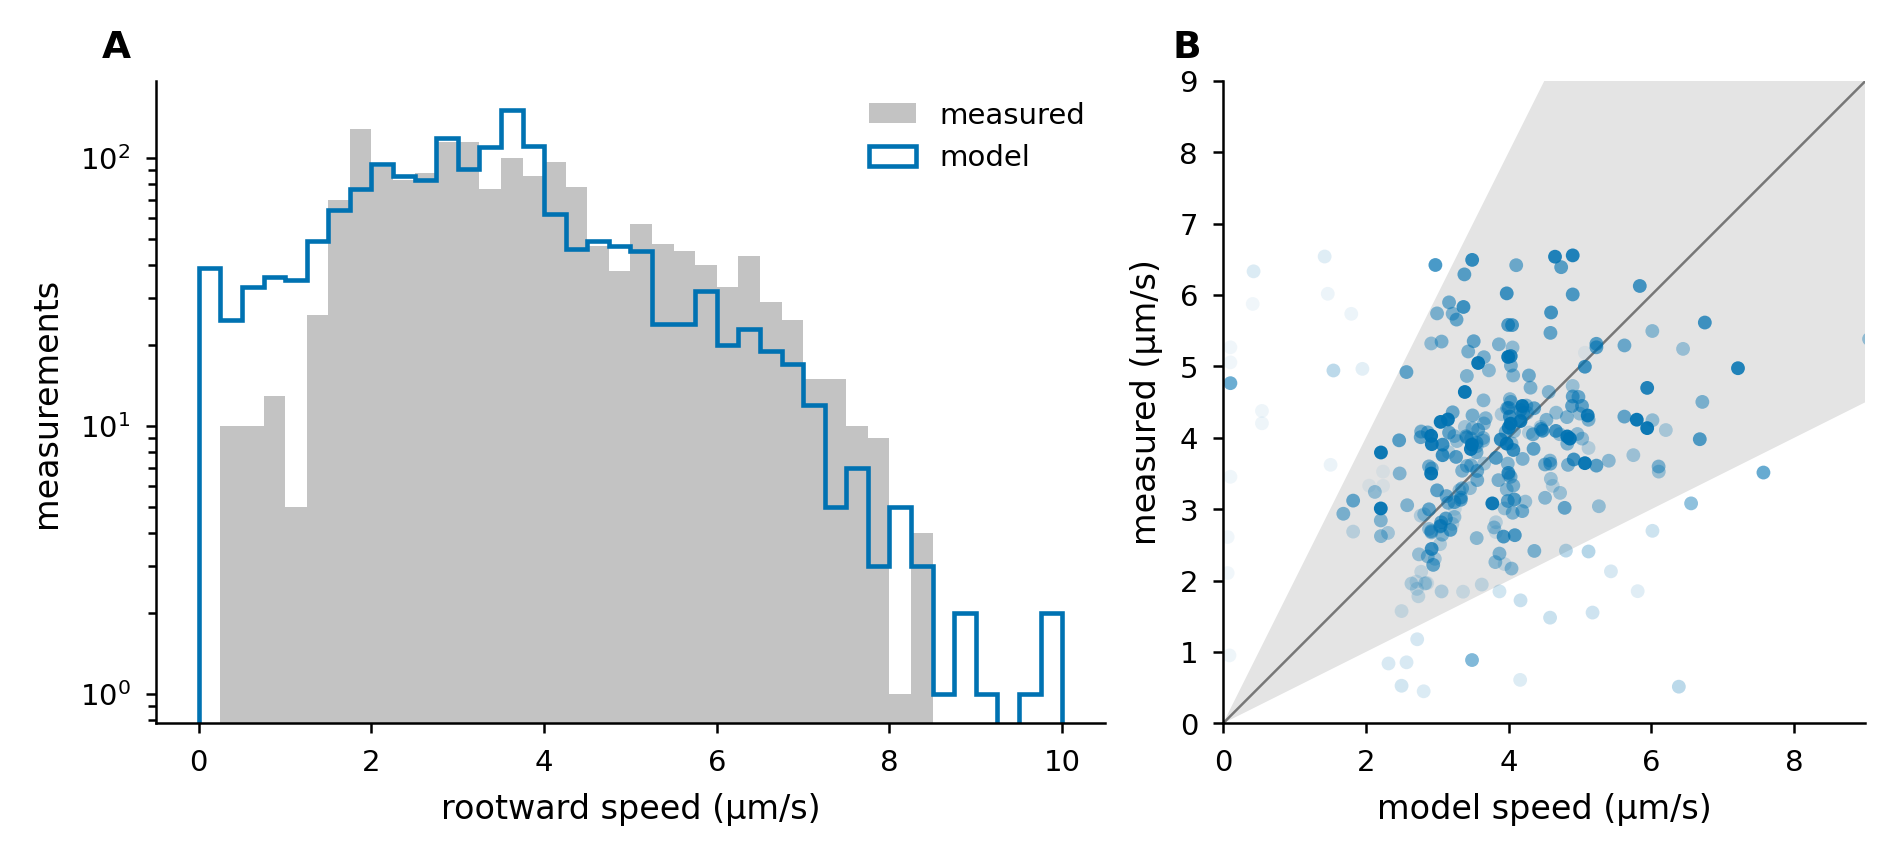 A
measured
model
10²
10¹
10⁰
measurements
0 2 4 6 8 10
rootward speed (µm/s)
B
9
8
7
6
5
4
3
2
1
0
measured (µm/s)
0 2 4 6 8
model speed (µm/s)